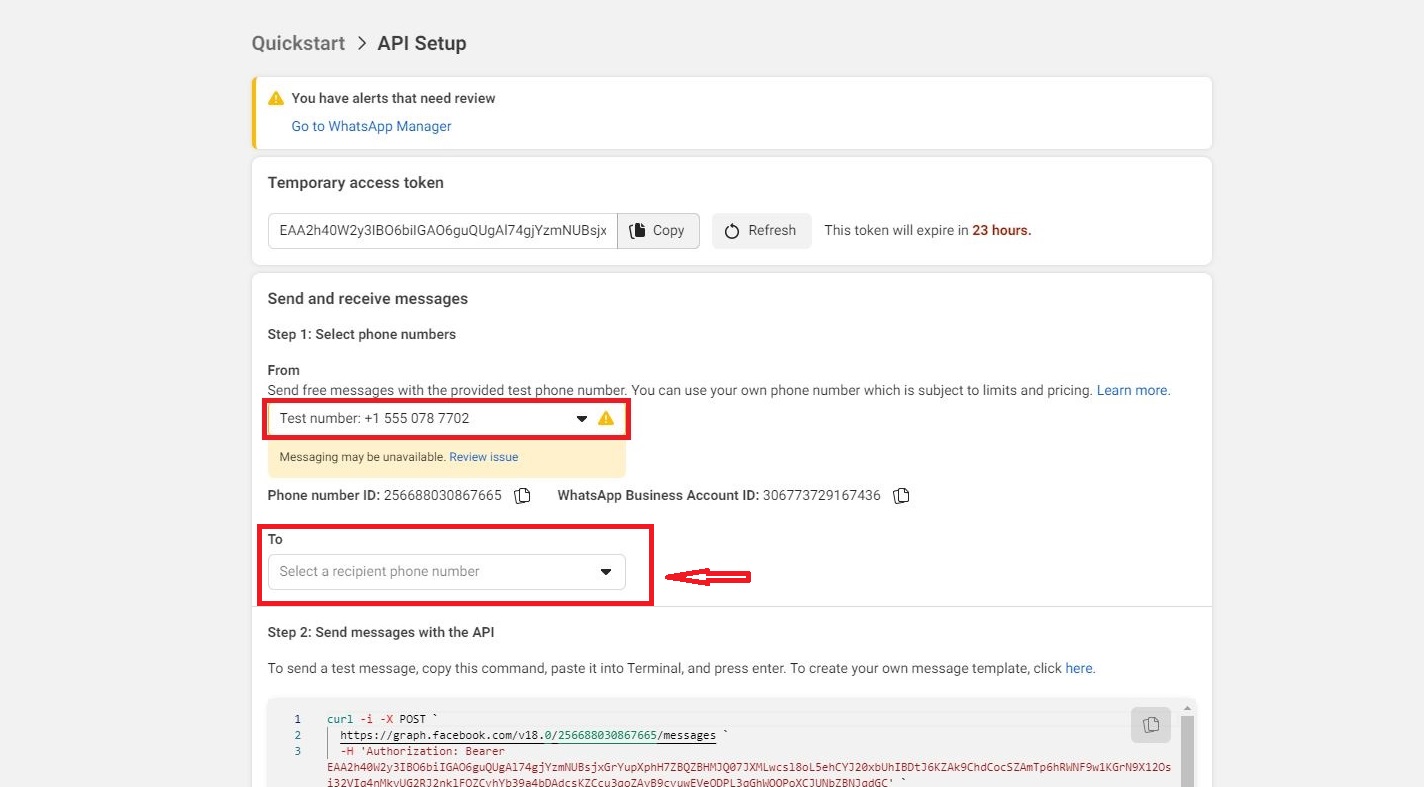 Quickstart > API Setup
You have alerts that need review
Go to WhatsApp Manager
Temporary access token
EAA2h40W2y3IBO6biIGAO6guQUgAl74gjYzmNUBsjx Copy Refresh This token will expire in 23 hours.
Send and receive messages
Step 1: Select phone numbers
From
Send free messages with the provided test phone number. You can use your own phone number which is subject to limits and pricing. Learn more.
Test number: +1 555 078 7702
Messaging may be unavailable. Review issue
Phone number ID: 256688030867665 WhatsApp Business Account ID: 306773729167436
To
Select a recipient phone number
Step 2: Send messages with the API
To send a test message, copy this command, paste it into Terminal, and press enter. To create your own message template, click here.
1 curl -i -X POST `
2 https://graph.facebook.com/v18.0/256688030867665/messages `
3 -H 'Authorization: Bearer